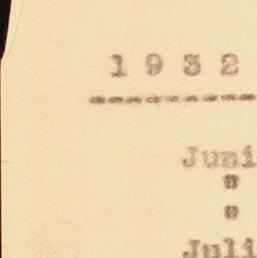 1 9 3 2
----------
Juni
"
"
Juli